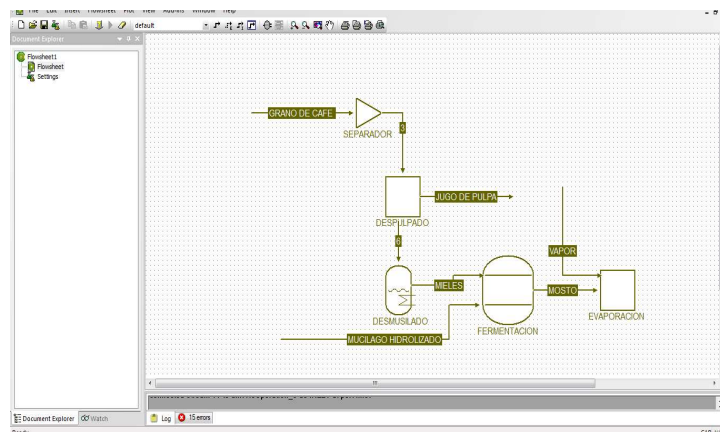 File Edit Insert Flowsheet Plot View Add-Ins Window Help
default
Document Explorer
Flowsheet1
Flowsheet
Settings
GRANO DE CAFE
SEPARADOR
3
DESPULPADO
JUGO DE PULPA
6
VAPOR
MIELES
MOSTO
DESMUSILADO
FERMENTACION
EVAPORACION
MUCILAGO HIDROLIZADO
Document Explorer
Watch
Log
15 errors